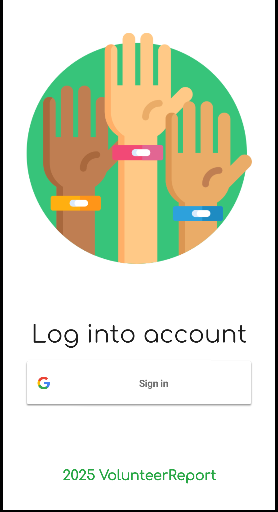 Log into account
Sign in
2025 VolunteerReport